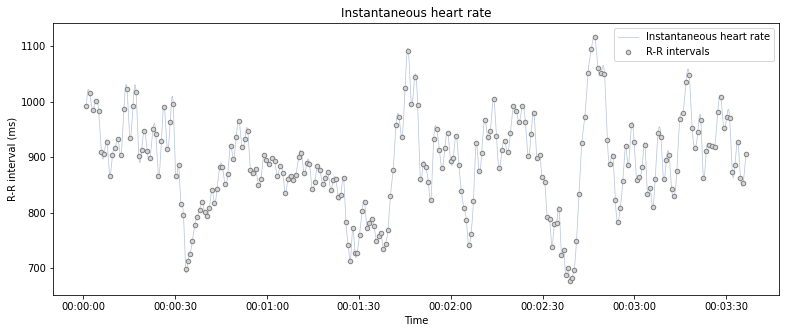 Instantaneous heart rate
Instantaneous heart rate
R-R intervals
R-R interval (ms)
1100
1000
900
800
700
00:00:00 00:00:30 00:01:00 00:01:30 00:02:00 00:02:30 00:03:00 00:03:30
Time